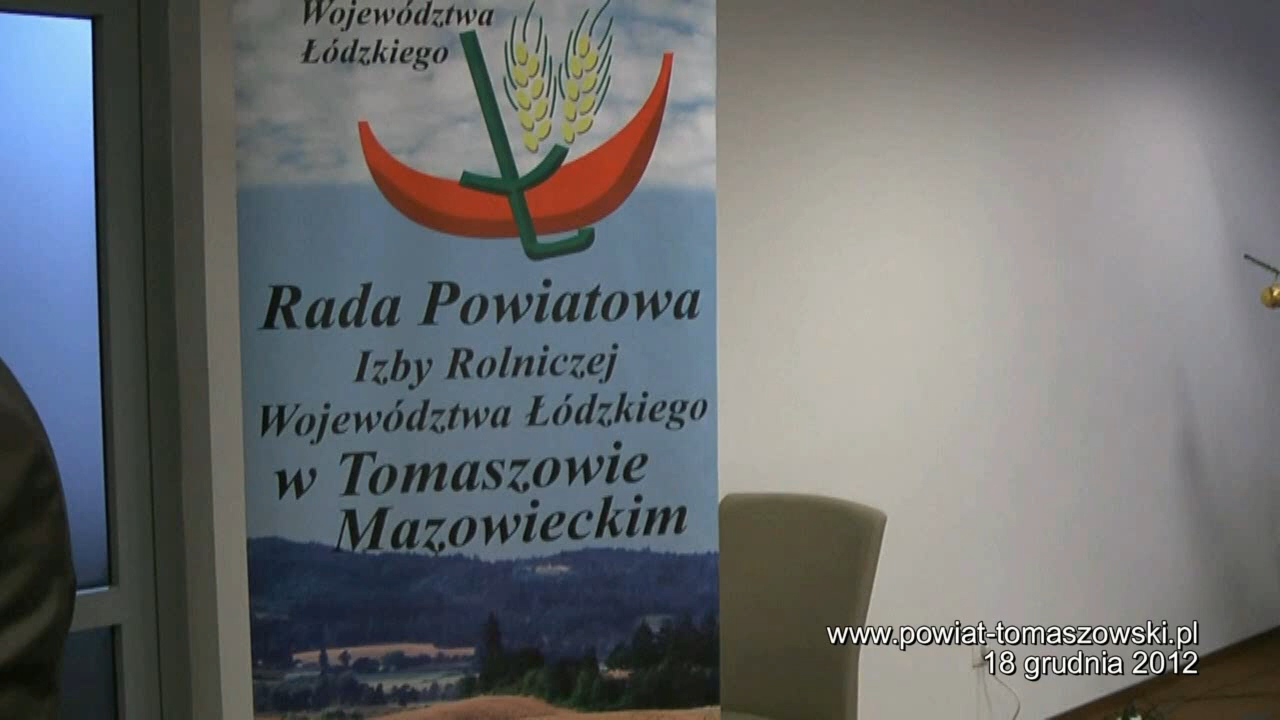 Województwa
Łódzkiego
Rada Powiatowa
Izby Rolniczej
Województwa Łódzkiego
w Tomaszowie
Mazowieckim
www.powiat-tomaszowski.pl
18 grudnia 2012